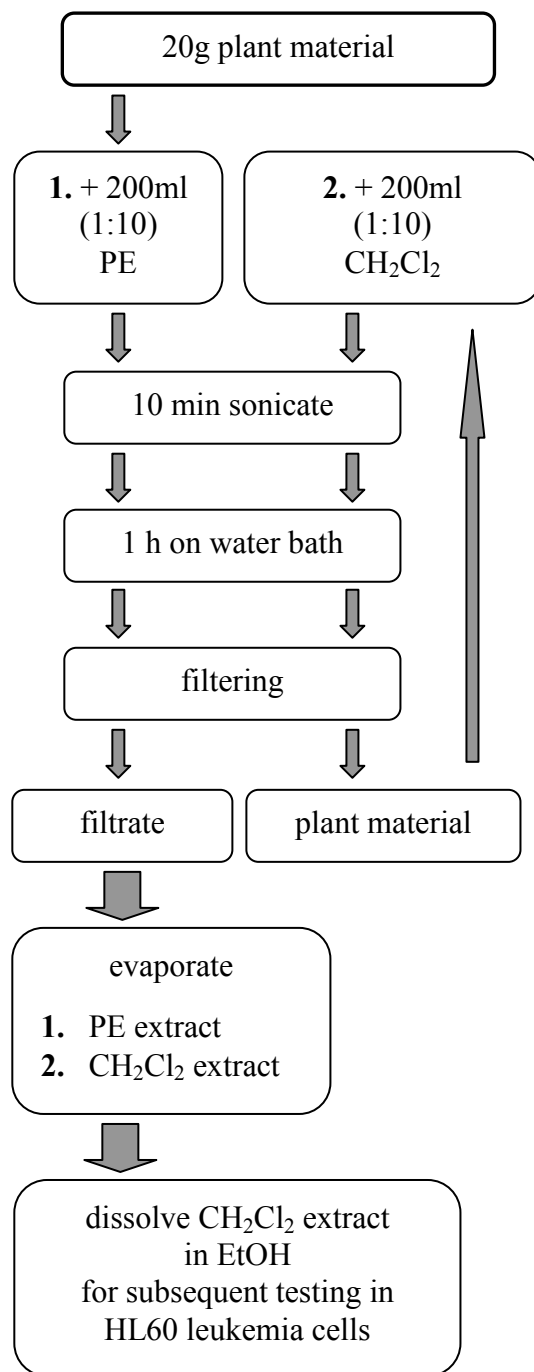 20g plant material
1. + 200ml
(1:10)
PE
2. + 200ml
(1:10)
CH₂Cl₂
10 min sonicate
1 h on water bath
filtering
filtrate
plant material
evaporate
1. PE extract
2. CH₂Cl₂ extract
dissolve CH₂Cl₂ extract
in EtOH
for subsequent testing in
HL60 leukemia cells